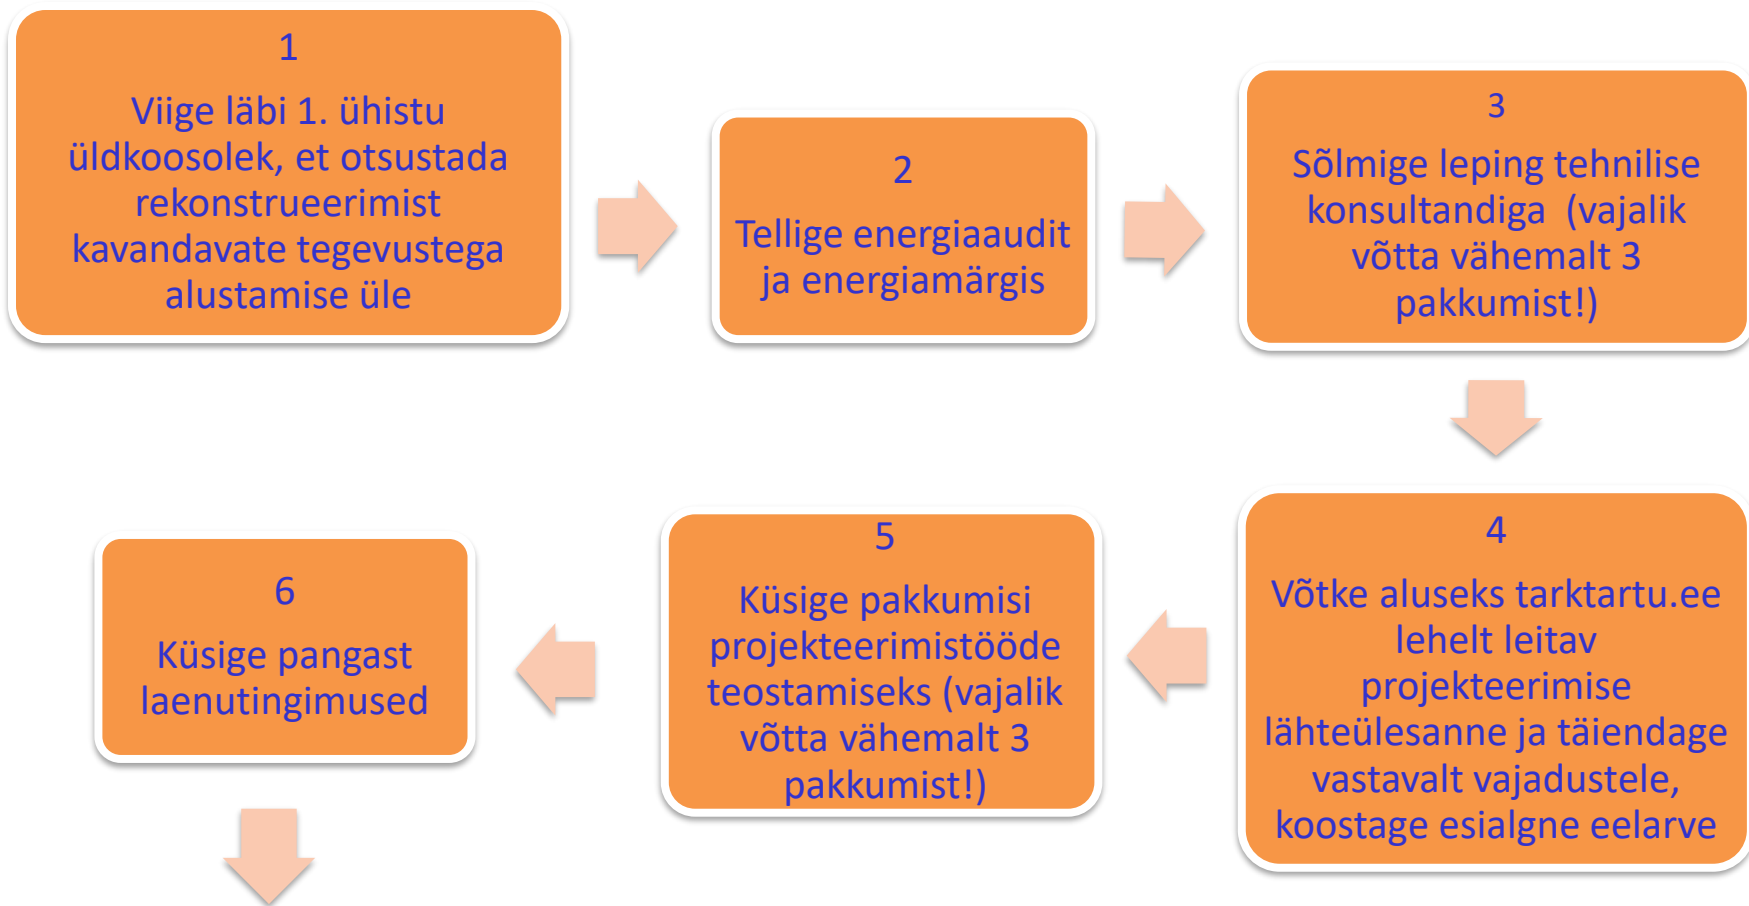 1
Viige läbi 1. ühistu
üldkoosolek, et otsustada
rekonstrueerimist
kavandavate tegevustega
alustamise üle
2
Tellige energiaaudit
ja energiamärgis
3
Sõlmige leping tehnilise
konsultandiga (vajalik
võtta vähemalt 3
pakkumist!)
4
Võtke aluseks tarktartu.ee
lehelt leitav
projekteerimise
lähteülesanne ja täiendage
vastavalt vajadustele,
koostage esialgne eelarve
5
Küsige pakkumisi
projekteerimistööde
teostamiseks (vajalik
võtta vähemalt 3
pakkumist!)
6
Küsige pangast
laenutingimused